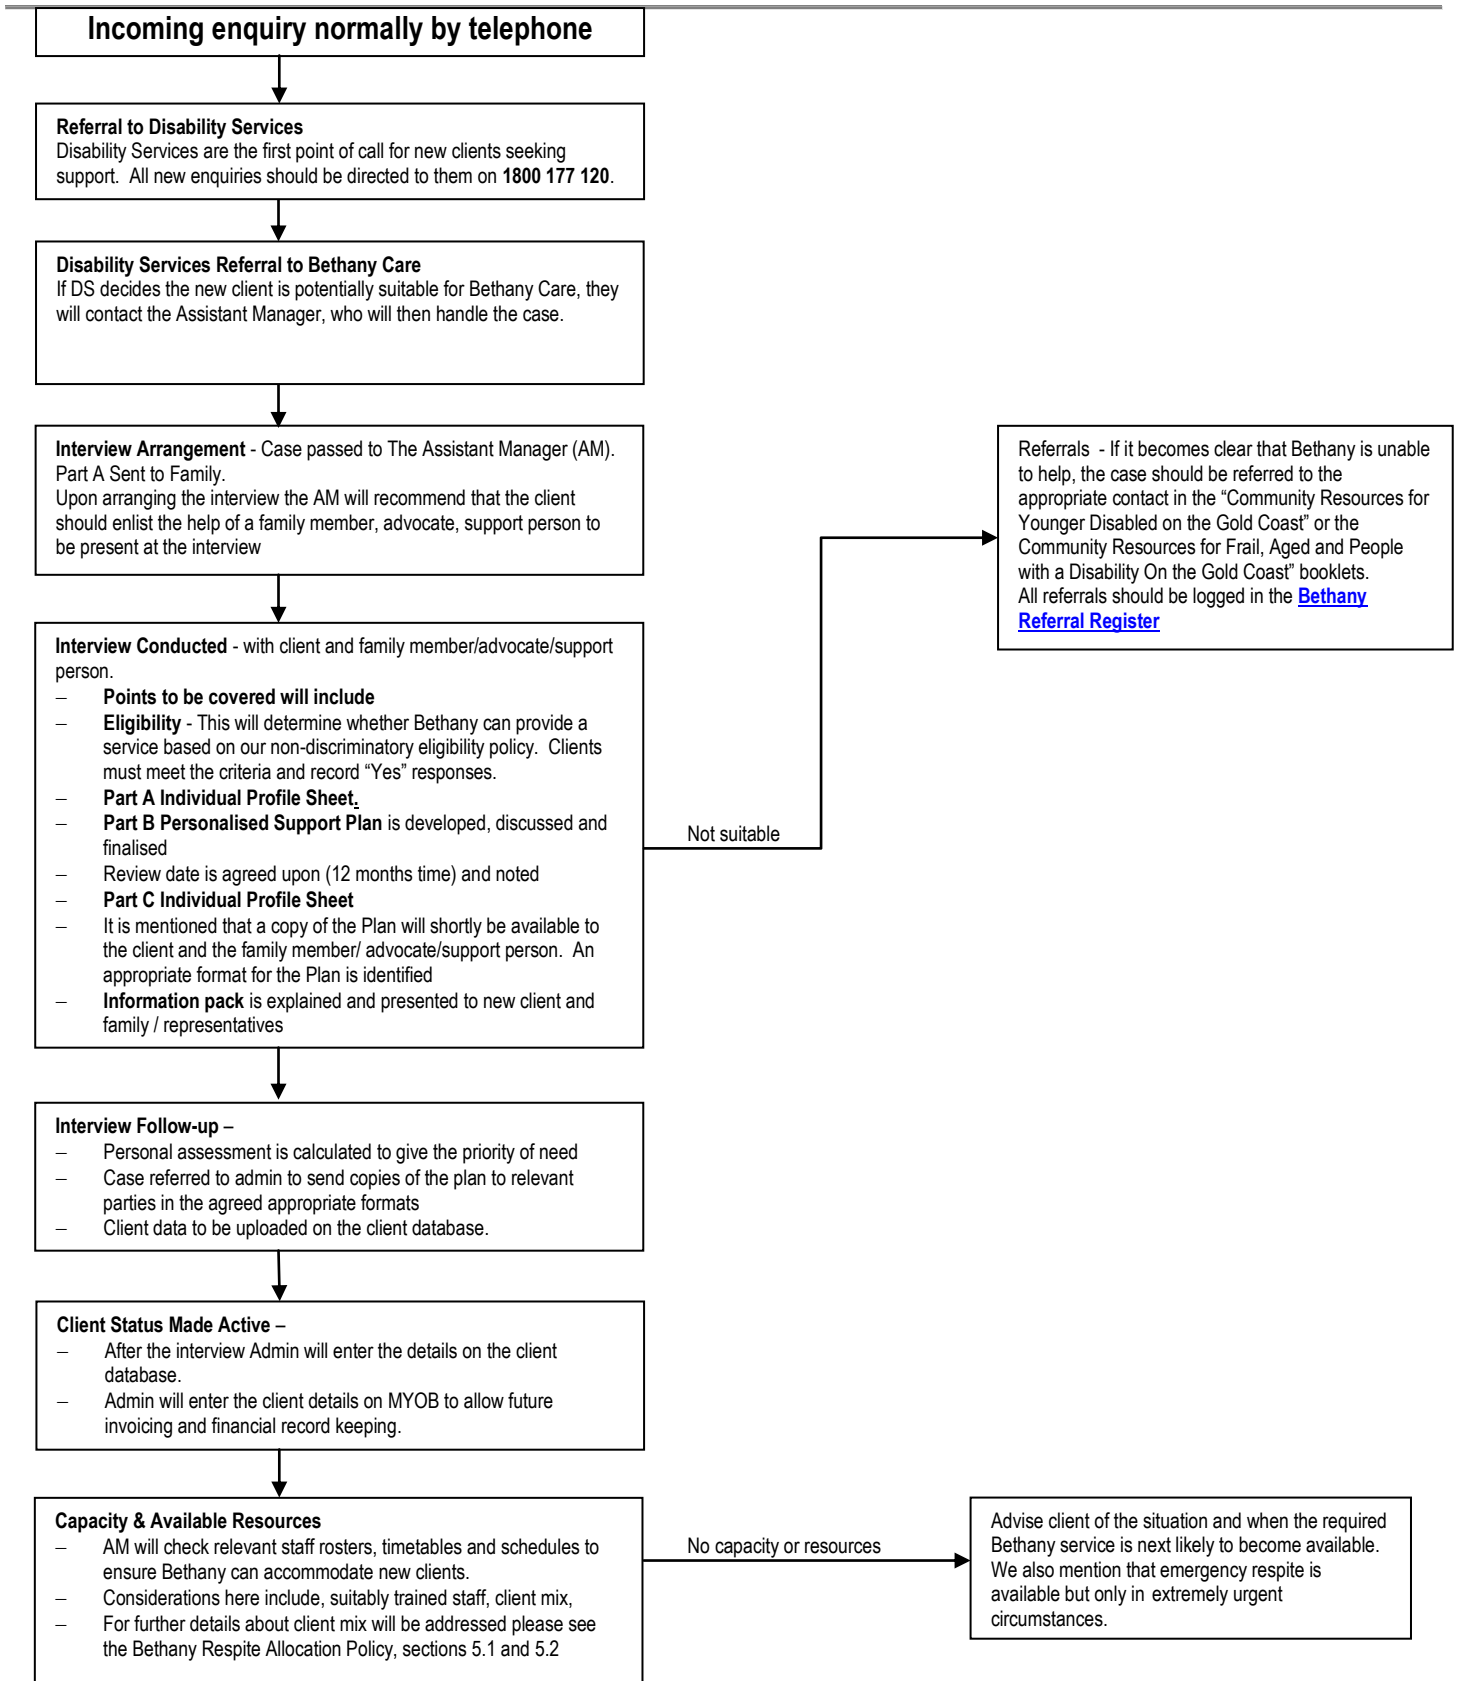 Incoming enquiry normally by telephone
Referral to Disability Services
Disability Services are the first point of call for new clients seeking
support.  All new enquiries should be directed to them on 1800 177 120.
Disability Services Referral to Bethany Care
If DS decides the new client is potentially suitable for Bethany Care, they
will contact the Assistant Manager, who will then handle the case.
Interview Arrangement - Case passed to The Assistant Manager (AM).
Part A Sent to Family.
Upon arranging the interview the AM will recommend that the client
should enlist the help of a family member, advocate, support person to
be present at the interview
Referrals  - If it becomes clear that Bethany is unable
to help, the case should be referred to the
appropriate contact in the “Community Resources for
Younger Disabled on the Gold Coast” or the
Community Resources for Frail, Aged and People
with a Disability On the Gold Coast” booklets.
All referrals should be logged in the Bethany
Referral Register
Interview Conducted - with client and family member/advocate/support
person.
– Points to be covered will include
– Eligibility - This will determine whether Bethany can provide a
service based on our non-discriminatory eligibility policy.  Clients
must meet the criteria and record “Yes” responses.
– Part A Individual Profile Sheet.
– Part B Personalised Support Plan is developed, discussed and
finalised
– Review date is agreed upon (12 months time) and noted
– Part C Individual Profile Sheet
– It is mentioned that a copy of the Plan will shortly be available to
the client and the family member/ advocate/support person.  An
appropriate format for the Plan is identified
– Information pack is explained and presented to new client and
family / representatives
Not suitable
Interview Follow-up –
– Personal assessment is calculated to give the priority of need
– Case referred to admin to send copies of the plan to relevant
parties in the agreed appropriate formats
– Client data to be uploaded on the client database.
Client Status Made Active –
– After the interview Admin will enter the details on the client
database.
– Admin will enter the client details on MYOB to allow future
invoicing and financial record keeping.
Capacity & Available Resources
– AM will check relevant staff rosters, timetables and schedules to
ensure Bethany can accommodate new clients.
– Considerations here include, suitably trained staff, client mix,
– For further details about client mix will be addressed please see
the Bethany Respite Allocation Policy, sections 5.1 and 5.2
No capacity or resources
Advise client of the situation and when the required
Bethany service is next likely to become available.
We also mention that emergency respite is
available but only in extremely urgent
circumstances.